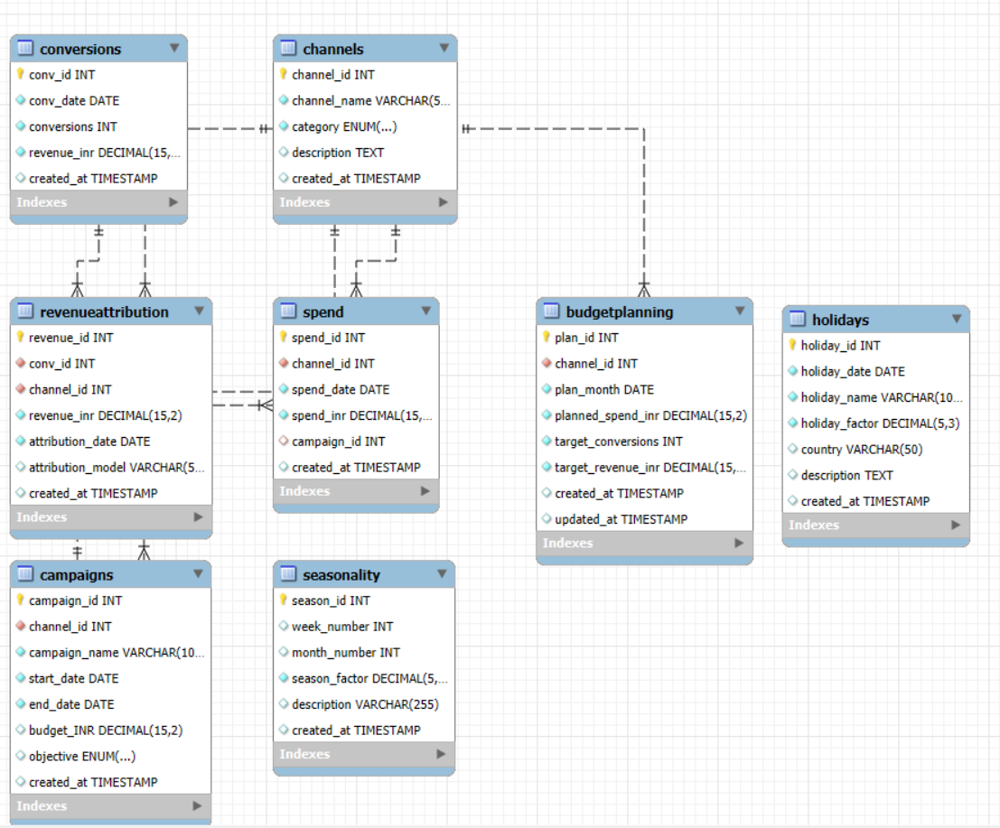 conversions
conv_id INT
conv_date DATE
conversions INT
revenue_inr DECIMAL(15,...
created_at TIMESTAMP
Indexes
channels
channel_id INT
channel_name VARCHAR(5...
category ENUM(...)
description TEXT
created_at TIMESTAMP
Indexes
revenueattribution
revenue_id INT
conv_id INT
channel_id INT
revenue_inr DECIMAL(15,2)
attribution_date DATE
attribution_model VARCHAR(5...
created_at TIMESTAMP
Indexes
spend
spend_id INT
channel_id INT
spend_date DATE
spend_inr DECIMAL(15,...
campaign_id INT
created_at TIMESTAMP
Indexes
budgetplanning
plan_id INT
channel_id INT
plan_month DATE
planned_spend_inr DECIMAL(15,2)
target_conversions INT
target_revenue_inr DECIMAL(15,...
created_at TIMESTAMP
updated_at TIMESTAMP
Indexes
holidays
holiday_id INT
holiday_date DATE
holiday_name VARCHAR(10...
holiday_factor DECIMAL(5,3)
country VARCHAR(50)
description TEXT
created_at TIMESTAMP
Indexes
campaigns
campaign_id INT
channel_id INT
campaign_name VARCHAR(10...
start_date DATE
end_date DATE
budget_INR DECIMAL(15,2)
objective ENUM(...)
created_at TIMESTAMP
Indexes
seasonality
season_id INT
week_number INT
month_number INT
season_factor DECIMAL(5,...
description VARCHAR(255)
created_at TIMESTAMP
Indexes